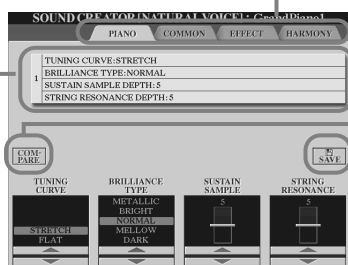 SOUND CREATOR [NATURAL VOICE] : GrandPiano1
PIANO COMMON EFFECT HARMONY
1
TUNING CURVE:STRETCH
BRILLIANCE TYPE:NORMAL
SUSTAIN SAMPLE DEPTH:5
STRING RESONANCE DEPTH:5
COM-
PARE
SAVE
TUNING
CURVE
BRILLIANCE
TYPE
SUSTAIN
SAMPLE
STRING
RESONANCE
STRETCH
FLAT
METALLIC
BRIGHT
NORMAL
MELLOW
DARK
5
5